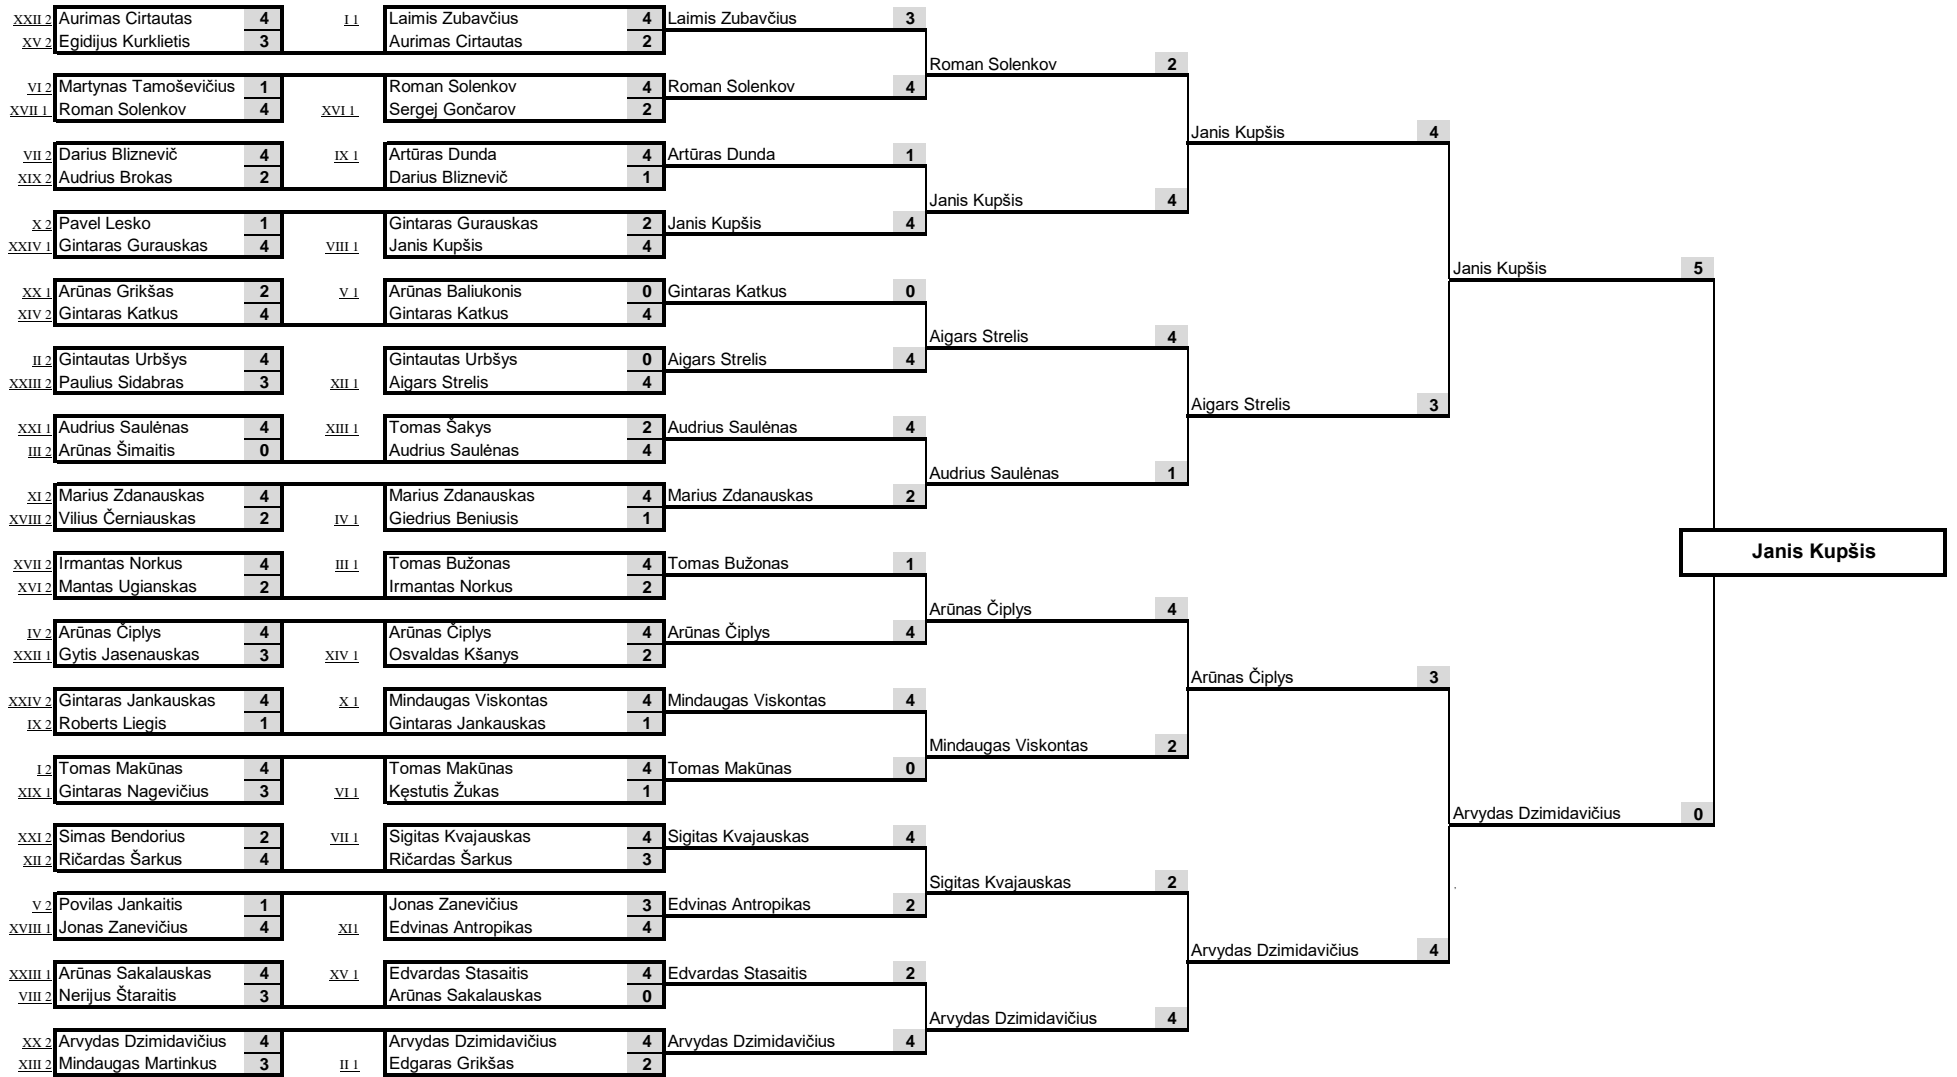 XXII 2 Aurimas Cirtautas 4 I 1 Laimis Zubavčius 4 Laimis Zubavčius 3
XV 2 Egidijus Kurklietis 3 Aurimas Cirtautas 2
Roman Solenkov 2
VI 2 Martynas Tamoševičius 1 Roman Solenkov 4 Roman Solenkov 4
XVII 1 Roman Solenkov 4 XVI 1 Sergej Gončarov 2
Janis Kupšis 4
VII 2 Darius Bliznevič 4 IX 1 Artūras Dunda 4 Artūras Dunda 1
XIX 2 Audrius Brokas 2 Darius Bliznevič 1
Janis Kupšis 4
X 2 Pavel Lesko 1 Gintaras Gurauskas 2 Janis Kupšis 4
XXIV 1 Gintaras Gurauskas 4 VIII 1 Janis Kupšis 4
Janis Kupšis 5
XX 1 Arūnas Grikšas 2 V 1 Arūnas Baliukonis 0 Gintaras Katkus 0
XIV 2 Gintaras Katkus 4 Gintaras Katkus 4
Aigars Strelis 4
II 2 Gintautas Urbšys 4 Gintautas Urbšys 0 Aigars Strelis 4
XXIII 2 Paulius Sidabras 3 XII 1 Aigars Strelis 4
Aigars Strelis 3
XXI 1 Audrius Saulėnas 4 XIII 1 Tomas Šakys 2 Audrius Saulėnas 4
III 2 Arūnas Šimaitis 0 Audrius Saulėnas 4
Audrius Saulėnas 1
XI 2 Marius Zdanauskas 4 Marius Zdanauskas 4 Marius Zdanauskas 2
XVIII 2 Vilius Černiauskas 2 IV 1 Giedrius Beniusis 1
Janis Kupšis
XVII 2 Irmantas Norkus 4 III 1 Tomas Bužonas 4 Tomas Bužonas 1
XVI 2 Mantas Ugianskas 2 Irmantas Norkus 2
Arūnas Čiplys 4
IV 2 Arūnas Čiplys 4 Arūnas Čiplys 4 Arūnas Čiplys 4
XXII 1 Gytis Jasenauskas 3 XIV 1 Osvaldas Kšanys 2
Arūnas Čiplys 3
XXIV 2 Gintaras Jankauskas 4 X 1 Mindaugas Viskontas 4 Mindaugas Viskontas 4
IX 2 Roberts Liegis 1 Gintaras Jankauskas 1
Mindaugas Viskontas 2
I 2 Tomas Makūnas 4 Tomas Makūnas 4 Tomas Makūnas 0
XIX 1 Gintaras Nagevičius 3 VI 1 Kęstutis Žukas 1
Arvydas Dzimidavičius 0
XXI 2 Simas Bendorius 2 VII 1 Sigitas Kvajauskas 4 Sigitas Kvajauskas 4
XII 2 Ričardas Šarkus 4 Ričardas Šarkus 3
Sigitas Kvajauskas 2
V 2 Povilas Jankaitis 1 Jonas Zanevičius 3 Edvinas Antropikas 2
XVIII 1 Jonas Zanevičius 4 XI1 Edvinas Antropikas 4
Arvydas Dzimidavičius 4
XXIII 1 Arūnas Sakalauskas 4 XV 1 Edvardas Stasaitis 4 Edvardas Stasaitis 2
VIII 2 Nerijus Štaraitis 3 Arūnas Sakalauskas 0
Arvydas Dzimidavičius 4
XX 2 Arvydas Dzimidavičius 4 Arvydas Dzimidavičius 4 Arvydas Dzimidavičius 4
XIII 2 Mindaugas Martinkus 3 II 1 Edgaras Grikšas 2